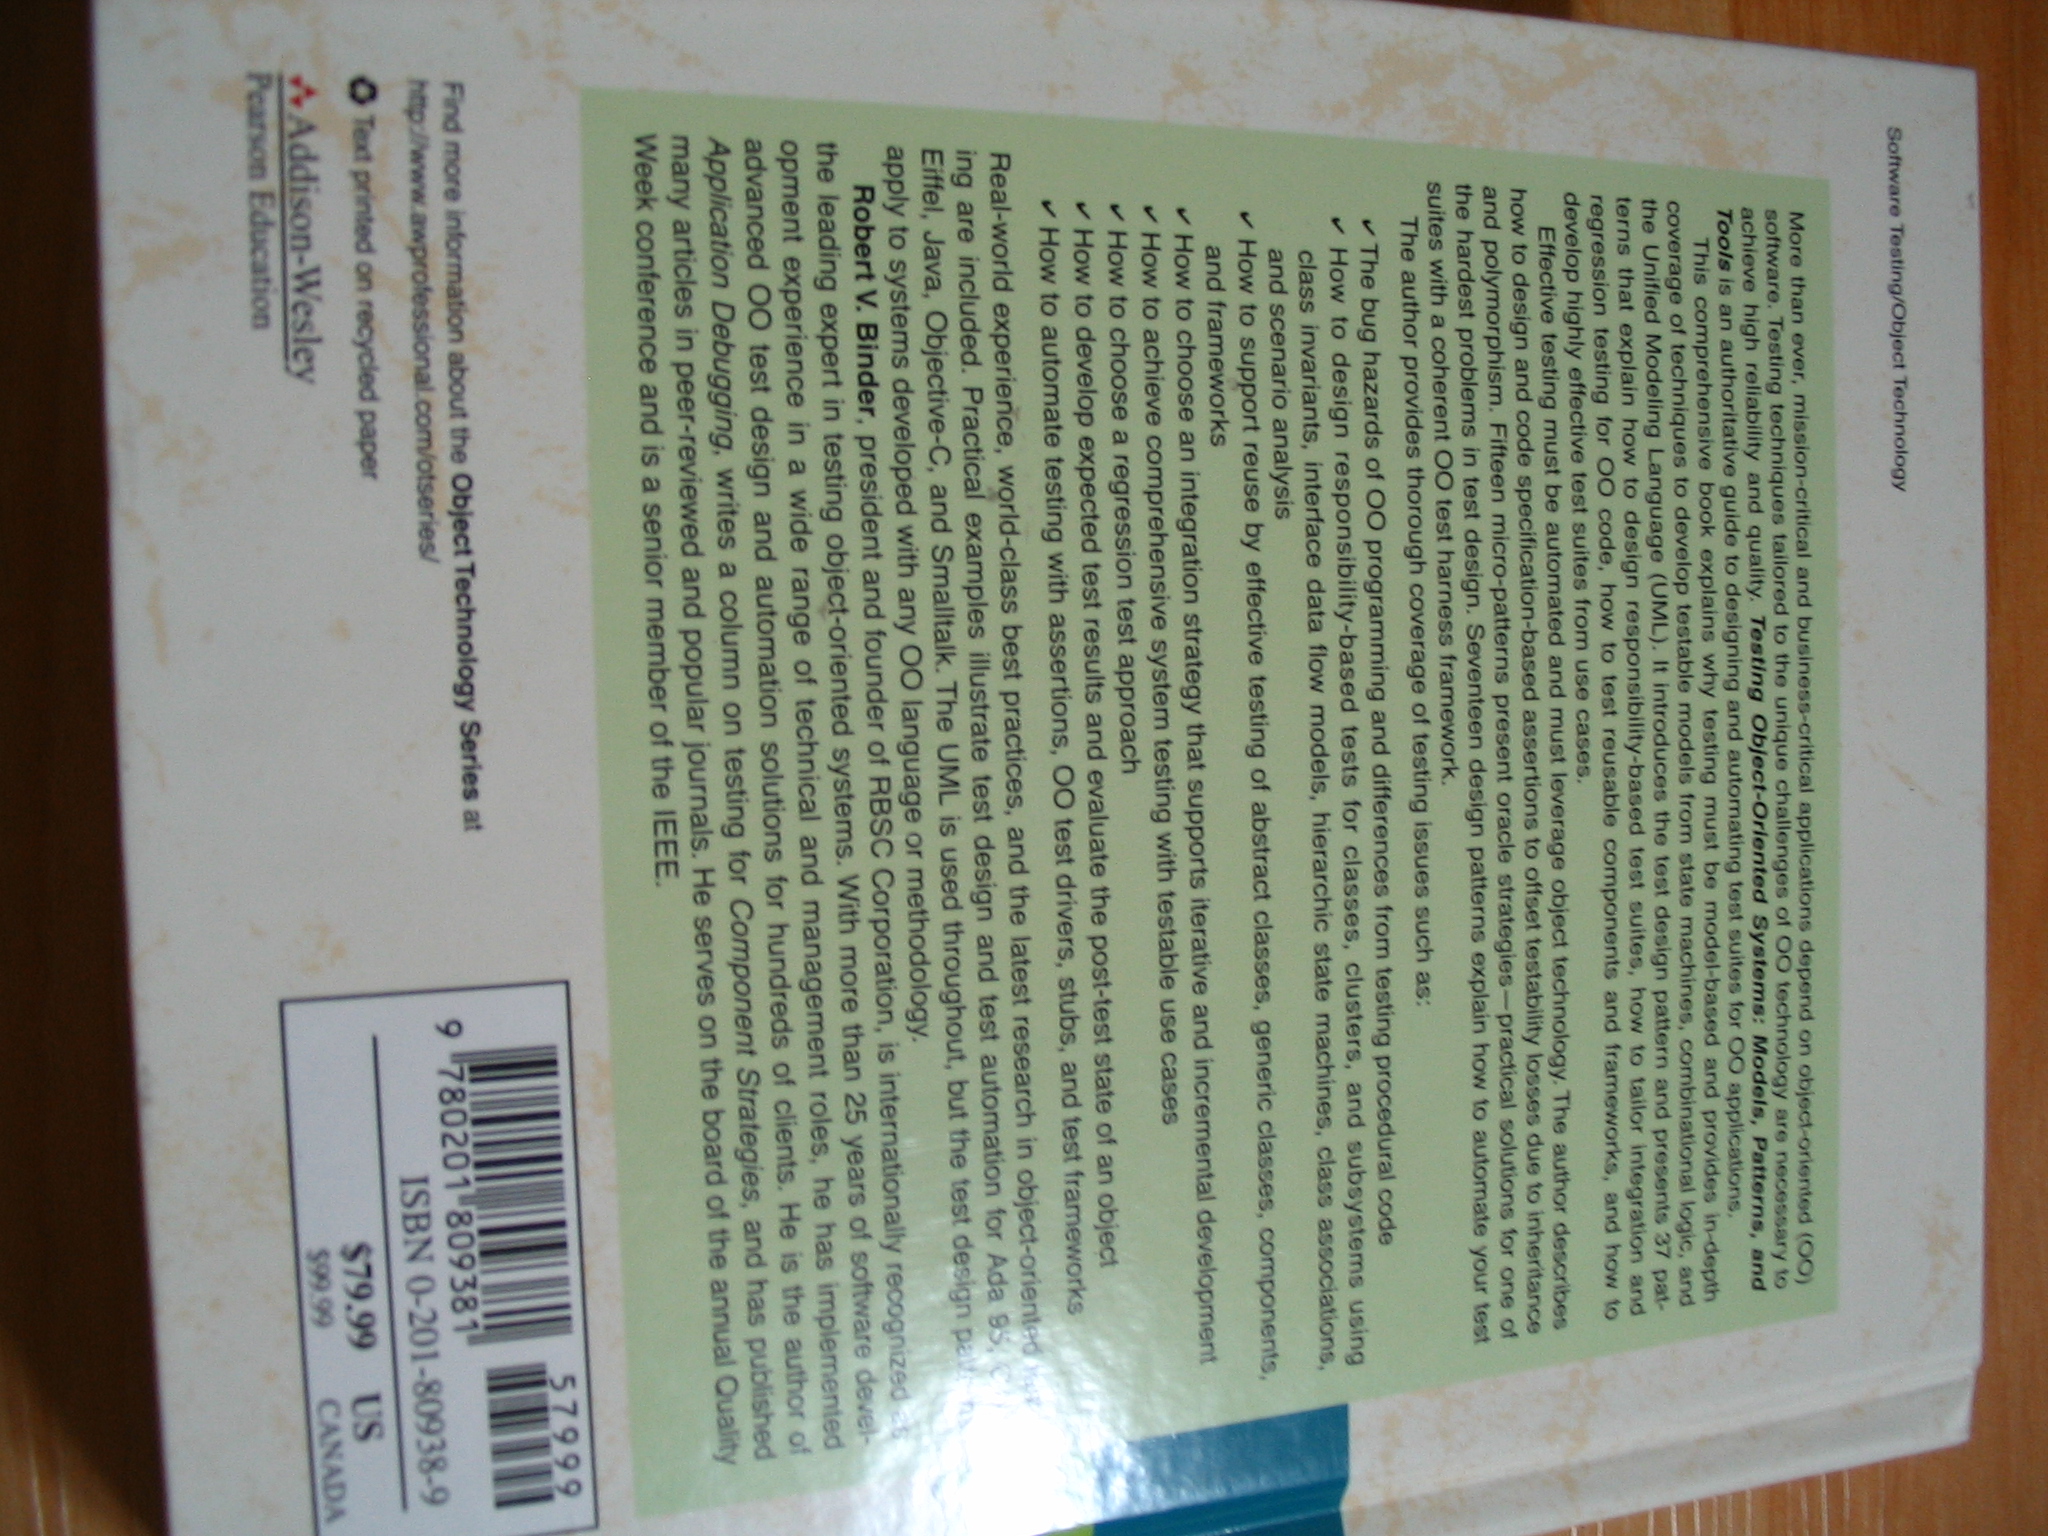 Software Testing/Object Technology
More than ever, mission-critical and business-critical applications depend on object-oriented (OO)
software. Testing techniques tailored to the unique challenges of OO technology are necessary to
achieve high reliability and quality. Testing Object-Oriented Systems: Models, Patterns, and
Tools is an authoritative guide to designing and automating test suites for OO applications.
This comprehensive book explains why testing must be model-based and provides in-depth
coverage of techniques to develop testable models from state machines, combinational logic, and
the Unified Modeling Language (UML). It introduces the test design pattern and presents 37 pat-
terns that explain how to design responsibility-based test suites, how to tailor integration and
regression testing for OO code, how to test reusable components and frameworks, and how to
develop highly effective test suites from use cases.
Effective testing must be automated and must leverage object technology. The author describes
how to design and code specification-based assertions to offset testability losses due to inheritance
and polymorphism. Fifteen micro-patterns present oracle strategies—practical solutions for one of
the hardest problems in test design. Seventeen design patterns explain how to automate your test
suites with a coherent OO test harness framework.
The author provides thorough coverage of testing issues such as:
✓ The bug hazards of OO programming and differences from testing procedural code
✓ How to design responsibility-based tests for classes, clusters, and subsystems using
class invariants, interface data flow models, hierarchic state machines, class associations,
and scenario analysis
✓ How to support reuse by effective testing of abstract classes, generic classes, components,
and frameworks
✓ How to choose an integration strategy that supports iterative and incremental development
✓ How to achieve comprehensive system testing with testable use cases
✓ How to choose a regression test approach
✓ How to develop expected test results and evaluate the post-test state of an object
✓ How to automate testing with assertions, OO test drivers, stubs, and test frameworks
Real-world experience, world-class best practices, and the latest research in object-oriented
ing are included. Practical examples illustrate test design and test automation for Ada 95,
Eiffel, Java, Objective-C, and Smalltalk. The UML is used throughout, but the test design
apply to systems developed with any OO language or methodology.
Robert V. Binder, president and founder of RBSC Corporation, is internationally recognized as
the leading expert in testing object-oriented systems. With more than 25 years of software devel-
opment experience in a wide range of technical and management roles, he has implemented
advanced OO test design and automation solutions for hundreds of clients. He is the author of
Application Debugging, writes a column on testing for Component Strategies, and has published
many articles in peer-reviewed and popular journals. He serves on the board of the annual Quality
Week conference and is a senior member of the IEEE.
Find more information about the Object Technology Series at
http://www.awprofessional.com/otseries/
Text printed on recycled paper
Addison-Wesley
Pearson Education
57999
9 780201 809381
ISBN 0-201-80938-9
$79.99 US
$99.99 CANADA